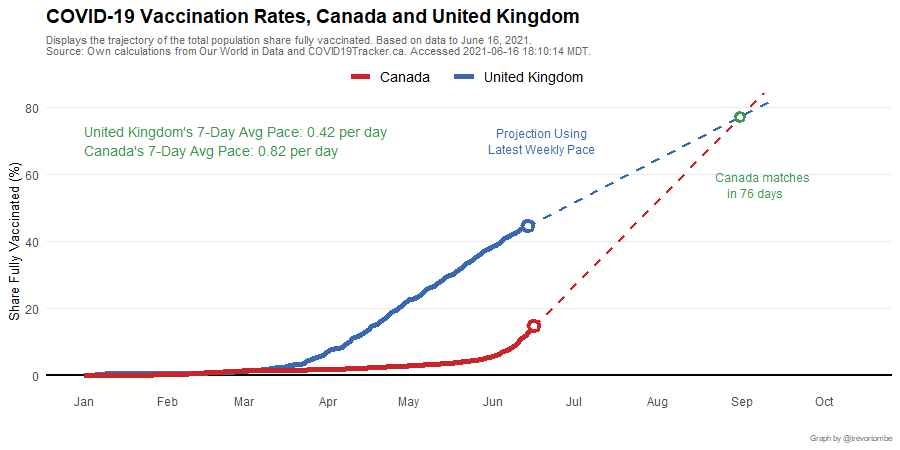 COVID-19 Vaccination Rates, Canada and United Kingdom
Displays the trajectory of the total population share fully vaccinated. Based on data to June 16, 2021.
Source: Own calculations from Our World in Data and COVID19Tracker.ca. Accessed 2021-06-16 18:10:14 MDT.
Canada United Kingdom
80
United Kingdom's 7-Day Avg Pace: 0.42 per day
Canada's 7-Day Avg Pace: 0.82 per day
Projection Using
Latest Weekly Pace
Canada matches
in 76 days
60
40
20
0
Share Fully Vaccinated (%)
Jan Feb Mar Apr May Jun Jul Aug Sep Oct
Graph by @trevortombe